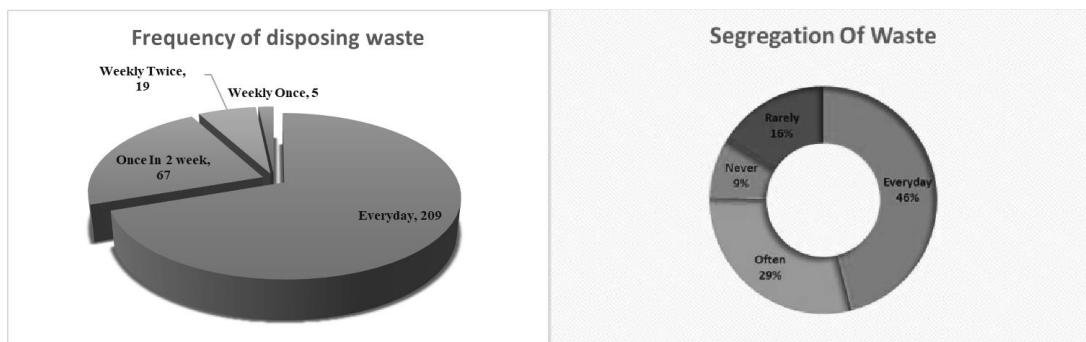 Frequency of disposing waste
Weekly Twice,
19
Weekly Once, 5
Once In 2 week,
67
Everyday, 209
Segregation Of Waste
Rarely
16%
Never
9%
Everyday
46%
Often
29%